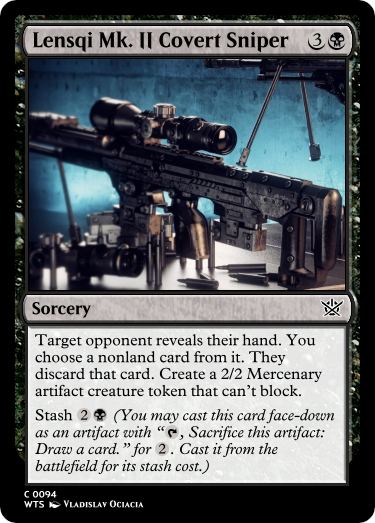 Lensqi Mk. II Covert Sniper 3
Sorcery
Target opponent reveals their hand. You
choose a nonland card from it. They
discard that card. Create a 2/2 Mercenary
artifact creature token that can't block.
Stash 2 (You may cast this card face-down
as an artifact with “, Sacrifice this artifact:
Draw a card.” for 2. Cast it from the
battlefield for its stash cost.)
C 0094
WTS Vladislav Ociacia